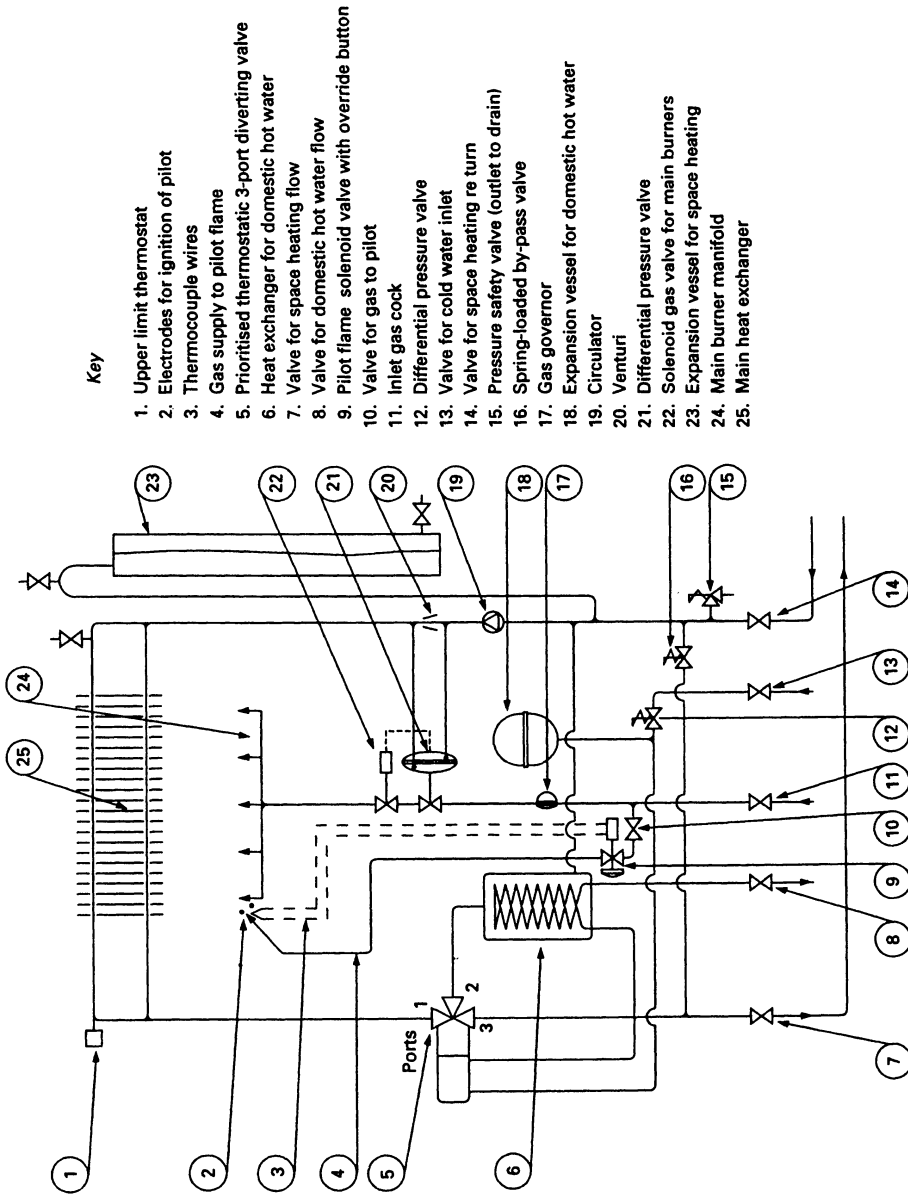 Key
1. Upper limit thermostat
2. Electrodes for ignition of pilot
3. Thermocouple wires
4. Gas supply to pilot flame
5. Prioritised thermostatic 3-port diverting valve
6. Heat exchanger for domestic hot water
7. Valve for space heating flow
8. Valve for domestic hot water flow
9. Pilot flame solenoid valve with override button
10. Valve for gas to pilot
11. Inlet gas cock
12. Differential pressure valve
13. Valve for cold water inlet
14. Valve for space heating re turn
15. Pressure safety valve (outlet to drain)
16. Spring-loaded by-pass valve
17. Gas governor
18. Expansion vessel for domestic hot water
19. Circulator
20. Venturi
21. Differential pressure valve
22. Solenoid gas valve for main burners
23. Expansion vessel for space heating
24. Main burner manifold
25. Main heat exchanger
1
2
3
4
5
6
Ports
1
2
3
25
24
22
21
20
23
19
18
17
16
15
7
8
9
10
11
12
13
14